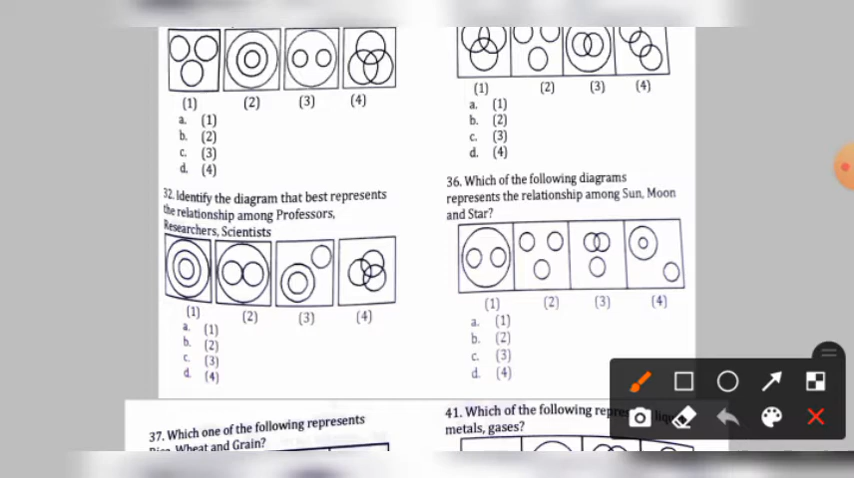 (1) (2) (3) (4)
a. (1)
b. (2)
c. (3)
d. (4)
32. Identify the diagram that best represents
the relationship among Professors,
Researchers, Scientists
(1) (2) (3) (4)
a. (1)
b. (2)
c. (3)
d. (4)
(1) (2) (3) (4)
a. (1)
b. (2)
c. (3)
d. (4)
36. Which of the following diagrams
represents the relationship among Sun, Moon
and Star?
(1) (2) (3) (4)
a. (1)
b. (2)
c. (3)
d. (4)
37. Which one of the following represents
Wheat and Grain?
41. Which of the following
metals, gases?